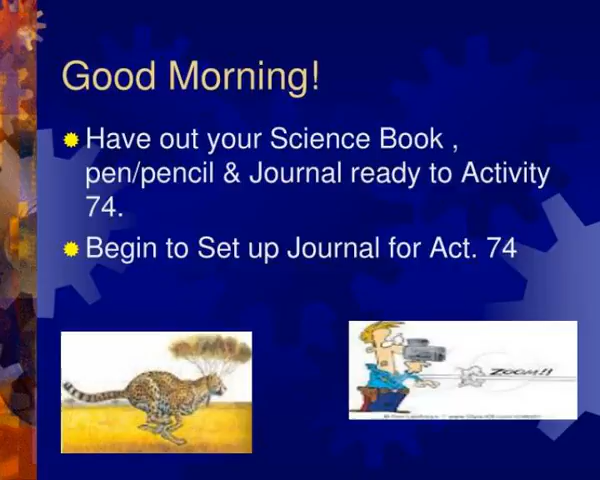 Good Morning!
Have out your Science Book ,
pen/pencil & Journal ready to Activity
74.
Begin to Set up Journal for Act. 74
ZOOM!!